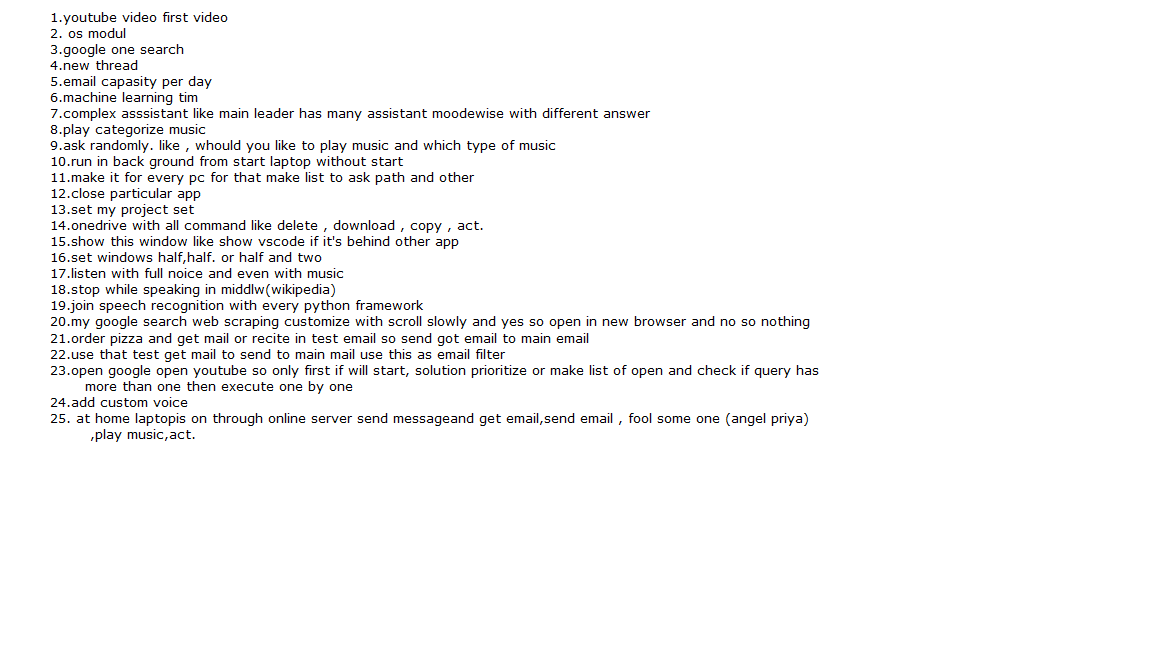 1.youtube video first video
2. os modul
3.google one search
4.new thread
5.email capasity per day
6.machine learning tim
7.complex asssistant like main leader has many assistant moodewise with different answer
8.play categorize music
9.ask randomly. like , whould you like to play music and which type of music
10.run in back ground from start laptop without start
11.make it for every pc for that make list to ask path and other
12.close particular app
13.set my project set
14.onedrive with all command like delete , download , copy , act.
15.show this window like show vscode if it's behind other app
16.set windows half,half. or half and two
17.listen with full noice and even with music
18.stop while speaking in middlw(wikipedia)
19.join speech recognition with every python framework
20.my google search web scraping customize with scroll slowly and yes so open in new browser and no so nothing
21.order pizza and get mail or recite in test email so send got email to main email
22.use that test get mail to send to main mail use this as email filter
23.open google open youtube so only first if will start, solution prioritize or make list of open and check if query has
more than one then execute one by one
24.add custom voice
25. at home laptopis on through online server send messageand get email,send email , fool some one (angel priya)
,play music,act.